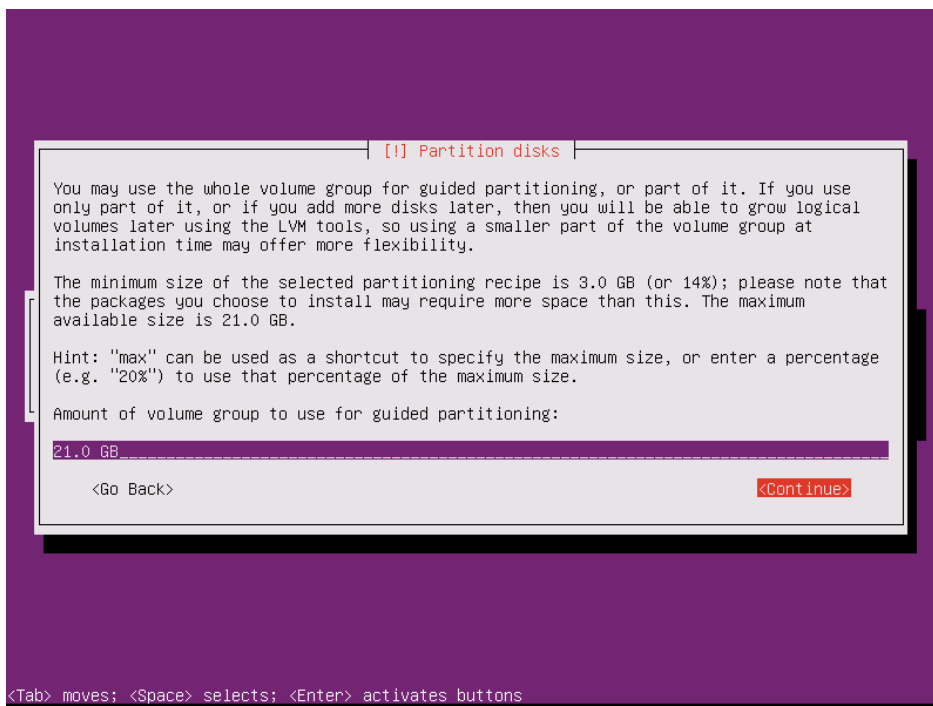 [!] Partition disks
You may use the whole volume group for guided partitioning, or part of it. If you use
only part of it, or if you add more disks later, then you will be able to grow logical
volumes later using the LVM tools, so using a smaller part of the volume group at
installation time may offer more flexibility.
The minimum size of the selected partitioning recipe is 3.0 GB (or 14%); please note that
the packages you choose to install may require more space than this. The maximum
available size is 21.0 GB.
Hint: "max" can be used as a shortcut to specify the maximum size, or enter a percentage
(e.g. "20%") to use that percentage of the maximum size.
Amount of volume group to use for guided partitioning:
21.0 GB
<Go Back> <Continue>
<Tab> moves; <Space> selects; <Enter> activates buttons